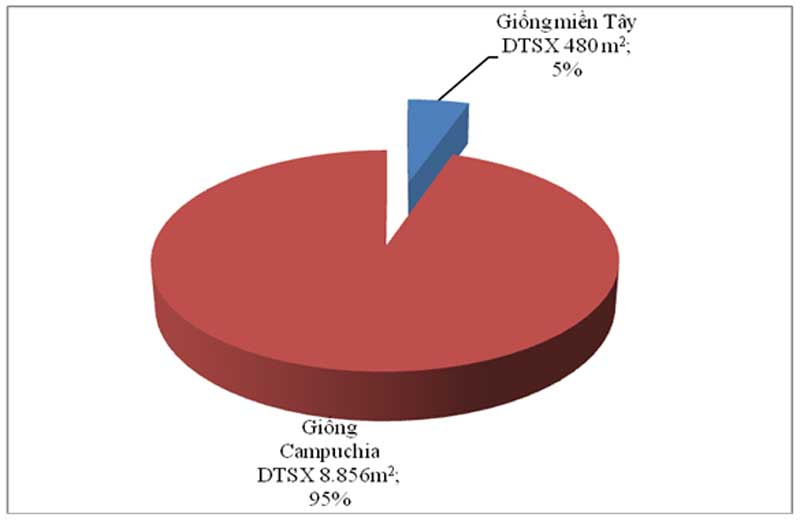 Giống miền Tây
DTSX 480 m²;
5%
Giống
Campuchia
DTSX 8.856m²;
95%